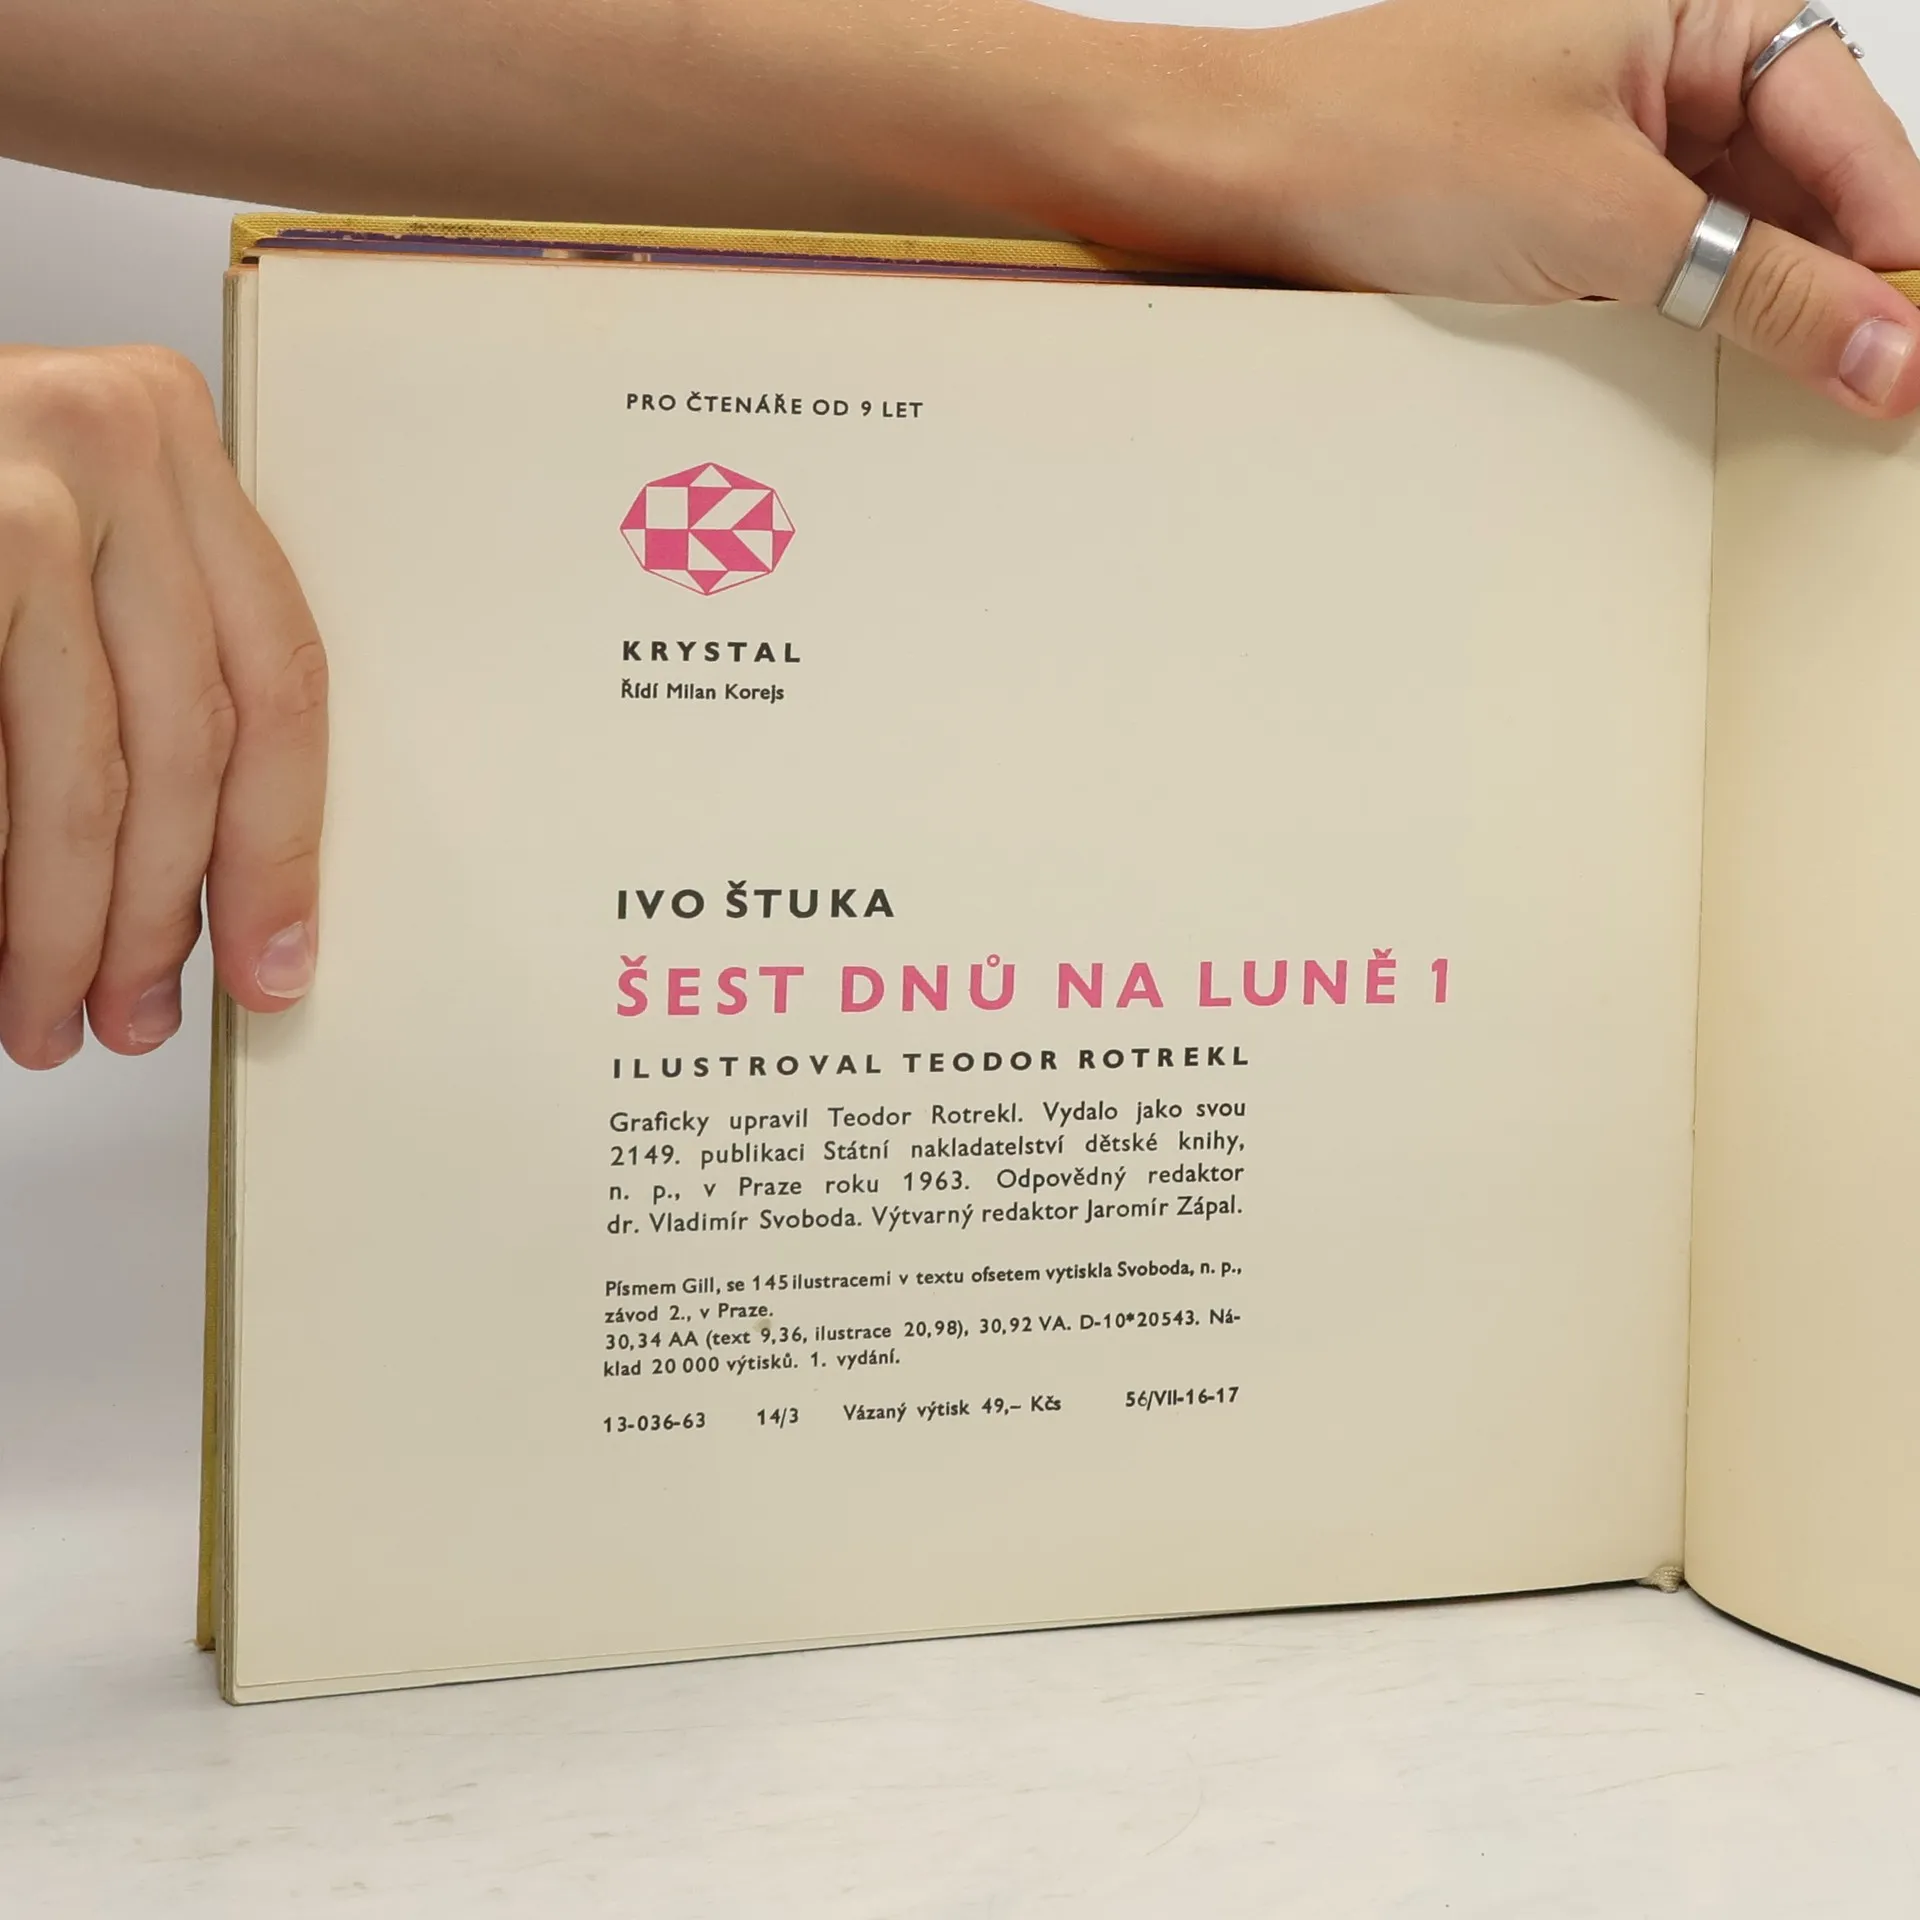 PRO ČTENÁŘE OD 9 LET
K
KRYSTAL
Řídí Milan Korejs
IVO ŠTUKA
ŠEST DNŮ NA LUNĚ 1
ILUSTROVAL TEODOR ROTREKL
Graficky upravil Teodor Rotrekl. Vydalo jako svou
2149. publikaci Státní nakladatelství dětské knihy,
n. p., v Praze roku 1963. Odpovědný redaktor
dr. Vladimír Svoboda. Výtvarný redaktor Jaromír Zápal.
Písmem Gill, se 145 ilustracemi v textu ofsetem vytiskla Svoboda, n. p.,
závod 2., v Praze.
30,34 AA (text 9,36, ilustrace 20,98), 30,92 VA. D-10*20543. Ná-
klad 20 000 výtisků. 1. vydání.
13-036-63 14/3 Vázaný výtisk 49,– Kčs 56/VII-16-17